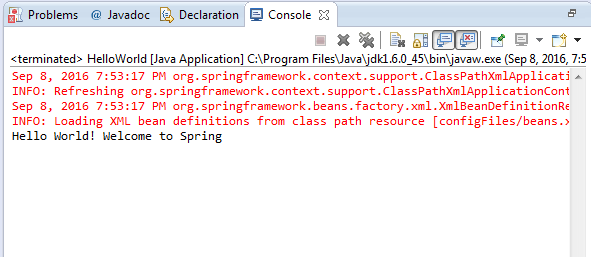 Problems @ Javadoc Declaration Console
<terminated> HelloWorld [Java Application] C:\Program Files\Java\jdk1.6.0_45\bin\javaw.exe (Sep 8, 2016, 7:5
Sep 8, 2016 7:53:17 PM org.springframework.context.support.ClassPathXmlApplicati
INFO: Refreshing org.springframework.context.support.ClassPathXmlApplicationCont
Sep 8, 2016 7:53:17 PM org.springframework.beans.factory.xml.XmlBeanDefinitionRe
INFO: Loading XML bean definitions from class path resource [configFiles/beans.x
Hello World! Welcome to Spring